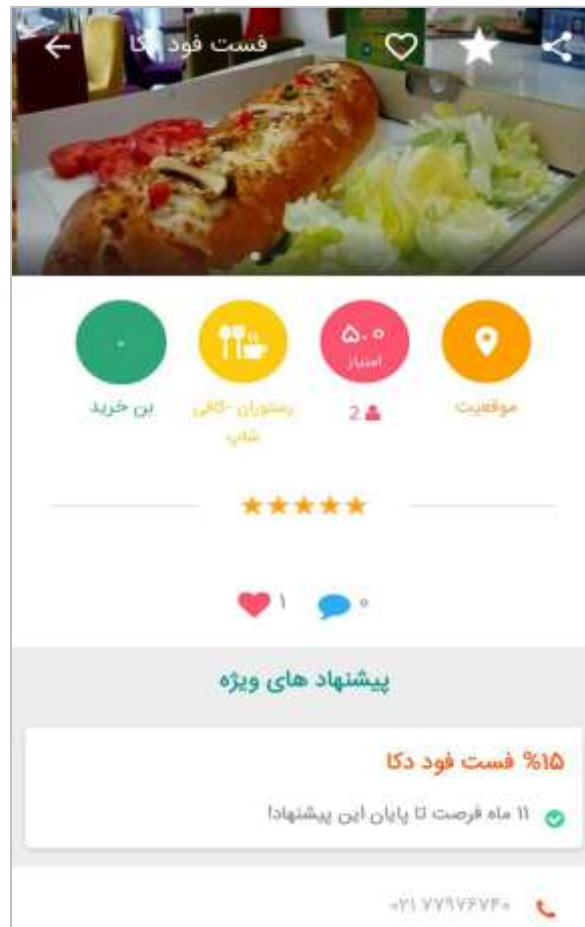 فست فود دکا
۵.۰
امتیاز
۰
موقعیت
2
رستوران -کافی
شاپ
بن خرید
۱
۰
پیشنهاد های ویژه
%۱۵ فست فود دکا
۱۱ ماه فرصت تا پایان این پیشنهاد!
۰۲۱ ۷۷۹۷۶۷۴۰